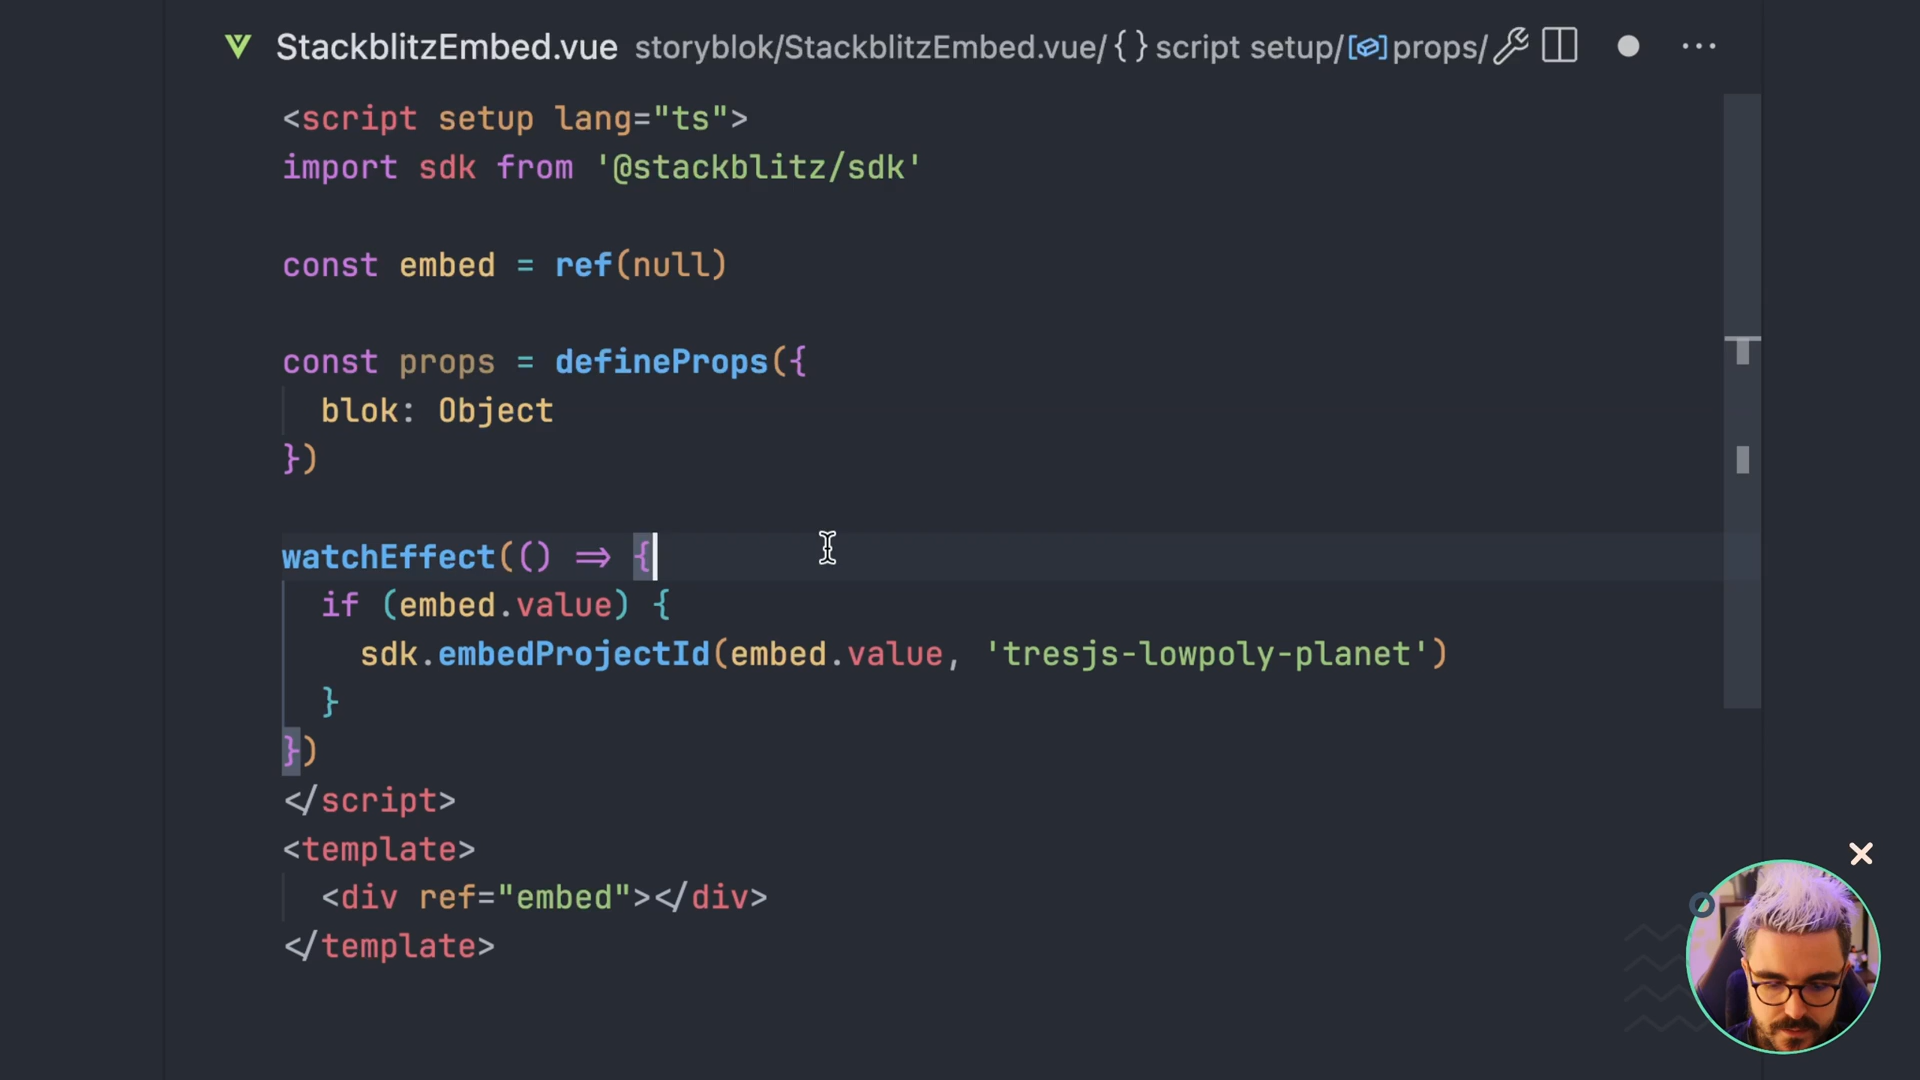 StackblitzEmbed.vue storyblok/StackblitzEmbed.vue/{} script setup/props/
<script setup lang="ts">
import sdk from '@stackblitz/sdk'
const embed = ref(null)
const props = defineProps({
blok: Object
})
watchEffect(() => {
if (embed.value) {
sdk.embedProjectId(embed.value, 'tresjs-lowpoly-planet')
}
})
</script>
<template>
<div ref="embed"></div>
</template>